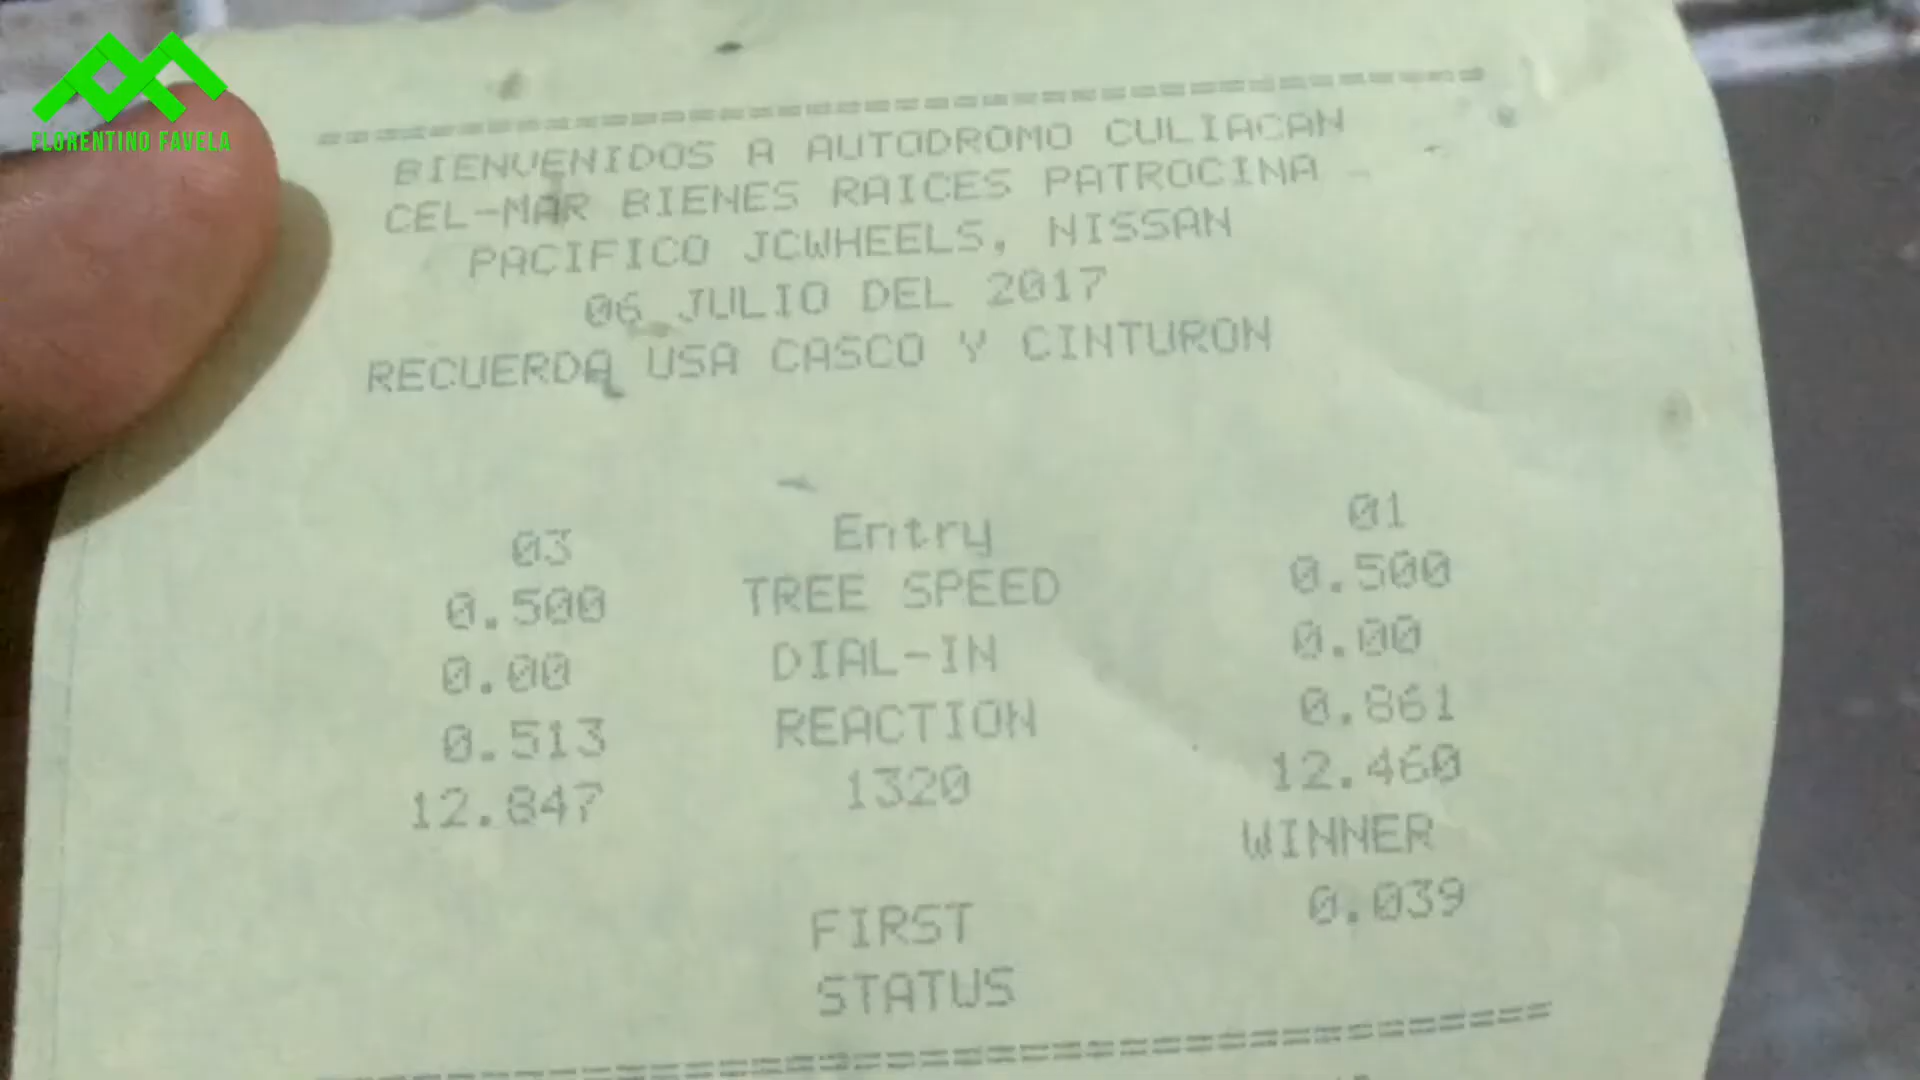 FLORENTINO FAVELA
================================
BIENVENIDOS A AUTODROMO CULIACAN
CEL-MAR BIENES RAICES PATROCINA
PACIFICO JCWHEELS, NISSAN
06 JULIO DEL 2017
RECUERDA USA CASCO Y CINTURON
03 Entry 01
0.500 TREE SPEED 0.500
0.00 DIAL-IN 0.00
0.513 REACTION 0.861
12.847 1320 12.460
WINNER
FIRST 0.039
STATUS
================================